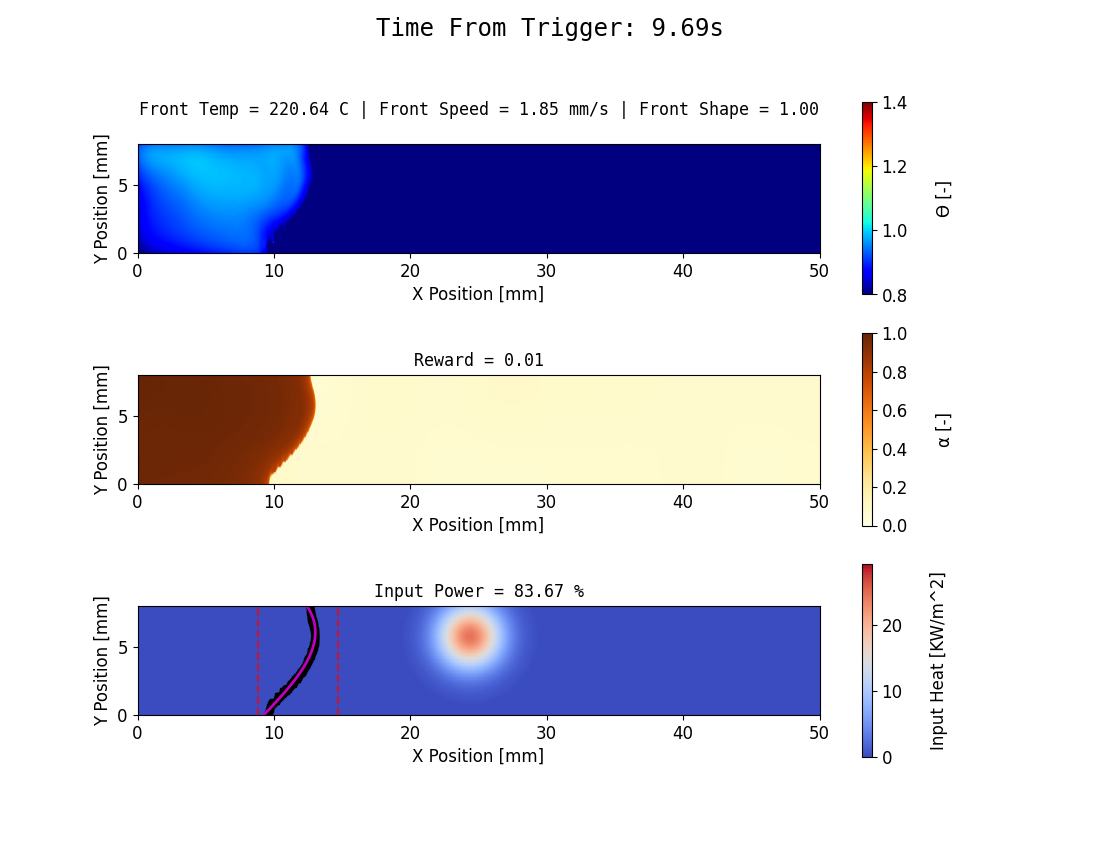 Time From Trigger: 9.69s
Front Temp = 220.64 C | Front Speed = 1.85 mm/s | Front Shape = 1.00
Y Position [mm]
5
0
0 10 20 30 40 50
X Position [mm]
1.4
1.2
1.0
0.8
Θ [-]
Reward = 0.01
Y Position [mm]
5
0
0 10 20 30 40 50
X Position [mm]
1.0
0.8
0.6
0.4
0.2
0.0
α [-]
Input Power = 83.67 %
Y Position [mm]
5
0
0 10 20 30 40 50
X Position [mm]
20
10
0
Input Heat [KW/m^2]